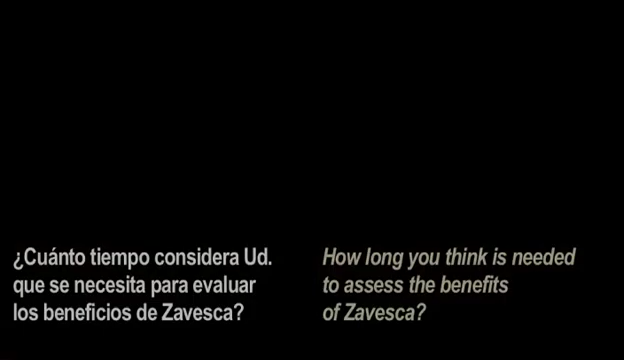 ¿Cuánto tiempo considera Ud.
que se necesita para evaluar
los beneficios de Zavesca?
How long you think is needed
to assess the benefits
of Zavesca?